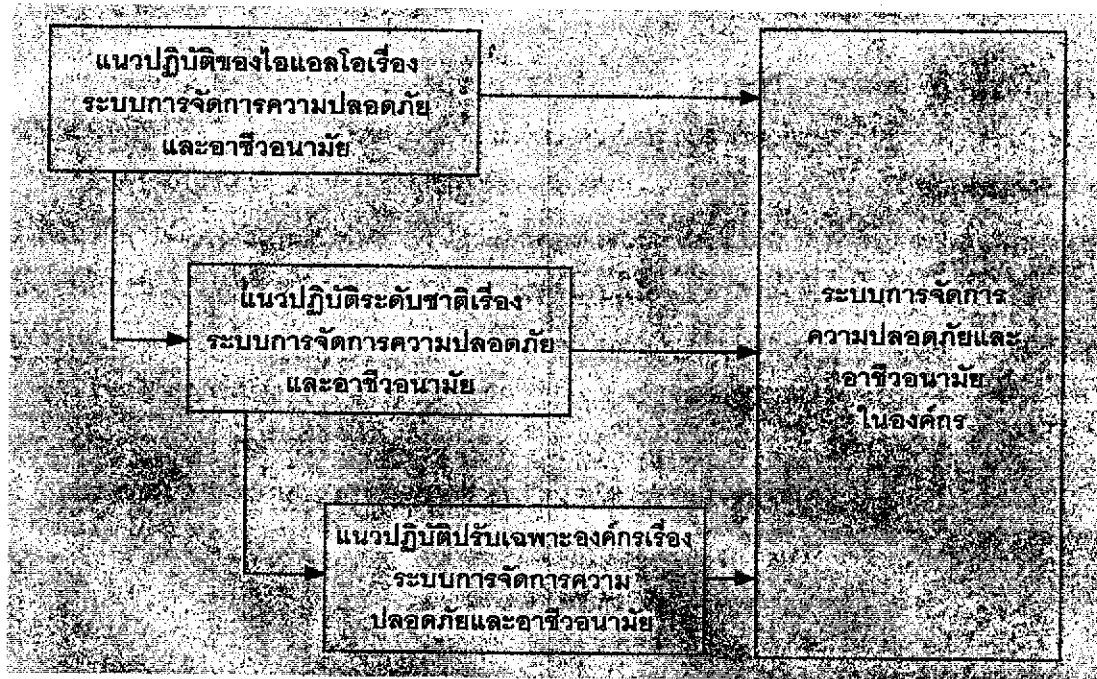 แนวปฏิบัติของไอแอลโอเรื่อง
ระบบการจัดการความปลอดภัย
และอาชีวอนามัย
แนวปฏิบัติระดับชาติเรื่อง
ระบบการจัดการความปลอดภัย
และอาชีวอนามัย
แนวปฏิบัติปรับเฉพาะองค์กรเรื่อง
ระบบการจัดการความ
ปลอดภัยและอาชีวอนามัย
ระบบการจัดการ
ความปลอดภัยและ
อาชีวอนามัย
ในองค์กร